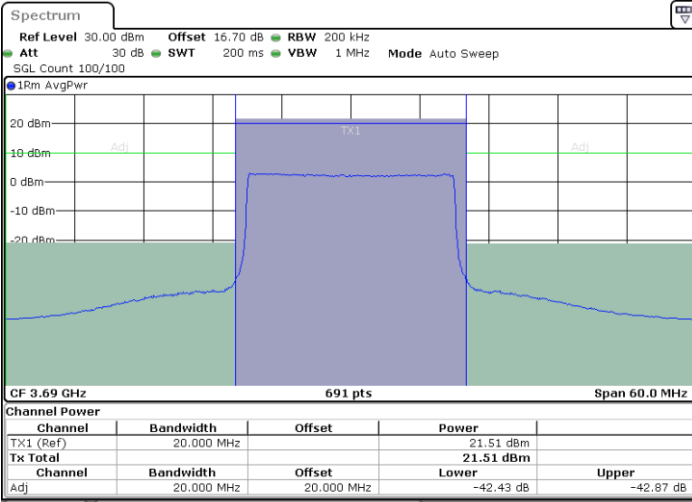 Spectrum
Ref Level 30.00 dBm Offset 16.70 dB RBW 200 kHz
Att 30 dB SWT 200 ms VBW 1 MHz Mode Auto Sweep
SGL Count 100/100
1Rm AvgPwr
20 dBm
TX1
Adj Adj
10 dBm
0 dBm
-10 dBm
-20 dBm
CF 3.69 GHz 691 pts Span 60.0 MHz
Channel Power
Channel Bandwidth Offset Power
TX1 (Ref) 20.000 MHz 21.51 dBm
Tx Total 21.51 dBm
Channel Bandwidth Offset Lower Upper
Adj 20.000 MHz 20.000 MHz -42.43 dB -42.87 dB